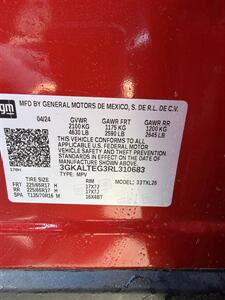 gm
MFD BY GENERAL MOTORS DE MEXICO, S. DE R.L. DE C.V.
04/24 GVWR GAWR FRT GAWR RR
2100 KG 1175 KG 1200 KG
4630 LB 2590 LB 2645 LB
THIS VEHICLE CONFORMS TO ALL APPLICABLE
U.S. FEDERAL MOTOR VEHICLE SAFETY AND
THEFT PREVENTION STANDARDS IN EFFECT ON
THE DATE OF MANUFACTURE SHOWN ABOVE.
3GKALTEG3RL310683
TYPE: MPV MODEL: 33TXL26
TIRE SIZE RIM
FRT 225/65R17 H 17X7J
RR 225/65R17 H 17X7J
SPA T135/70R16 M 16X4BT